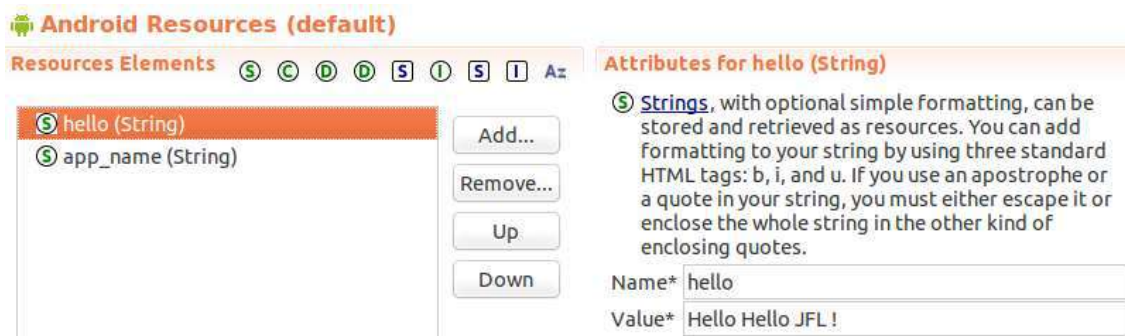 Android Resources (default)
Resources Elements S C D D S I S I Az
hello (String)
app_name (String)
Add...
Remove...
Up
Down
Attributes for hello (String)
S Strings, with optional simple formatting, can be
stored and retrieved as resources. You can add
formatting to your string by using three standard
HTML tags: b, i, and u. If you use an apostrophe or
a quote in your string, you must either escape it or
enclose the whole string in the other kind of
enclosing quotes.
Name* hello
Value* Hello Hello JFL !